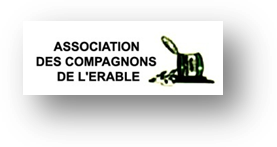 ASSOCIATION
DES COMPAGNONS
DE L'ERABLE